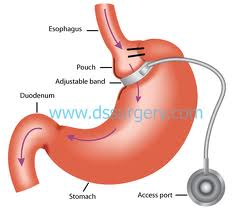 Esophagus
Pouch
Adjustable band
Duodenum
www.dssurgery.com
Stomach
Access port